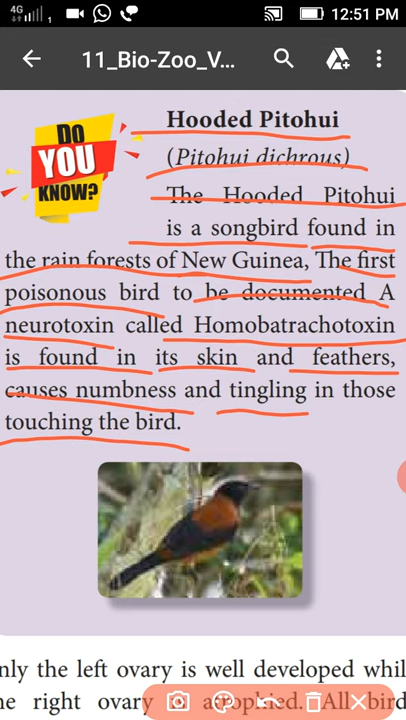 4G
1
12:51 PM
11_Bio-Zoo_V...
DO
YOU
KNOW?
Hooded Pitohui
(Pitohui dichrous)
The Hooded Pitohui
is a songbird found in
the rain forests of New Guinea, The first
poisonous bird to be documented A
neurotoxin called Homobatrachotoxin
is found in its skin and feathers,
causes numbness and tingling in those
touching the bird.
nly the left ovary is well developed whil
he right ovary is atrophied. All bird